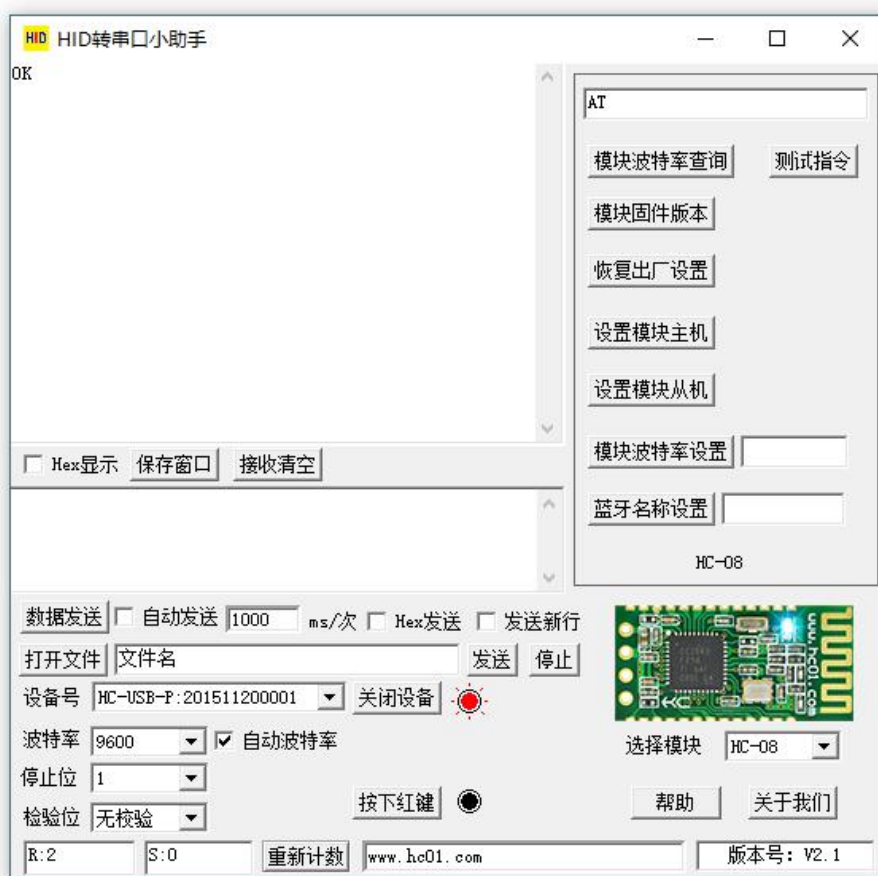 HID HID转串口小助手
OK
AT
模块波特率查询 测试指令
模块固件版本
恢复出厂设置
设置模块主机
设置模块从机
模块波特率设置
蓝牙名称设置
HC-08
Hex显示 保存窗口 接收清空
数据发送 自动发送 1000 ms/次 Hex发送 发送新行
打开文件 文件名 发送 停止
设备号 HC-USB-P:201511200001 关闭设备
波特率 9600 自动波特率
停止位 1
检验位 无校验
按下红键
www.hc01.com
HC
选择模块 HC-08
帮助 关于我们
R:2 S:0 重新计数 www.hc01.com 版本号: V2.1